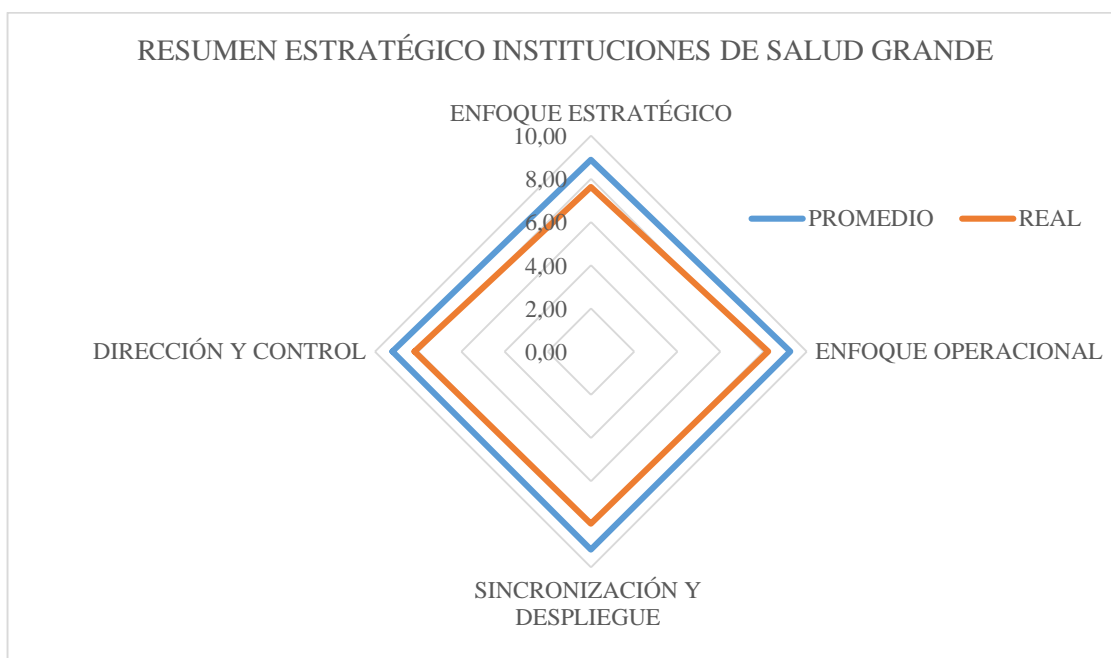 RESUMEN ESTRATÉGICO INSTITUCIONES DE SALUD GRANDE
ENFOQUE ESTRATÉGICO
10,00
8,00
6,00
4,00
2,00
0,00
PROMEDIO
REAL
DIRECCIÓN Y CONTROL
ENFOQUE OPERACIONAL
SINCRONIZACIÓN Y
DESPLIEGUE